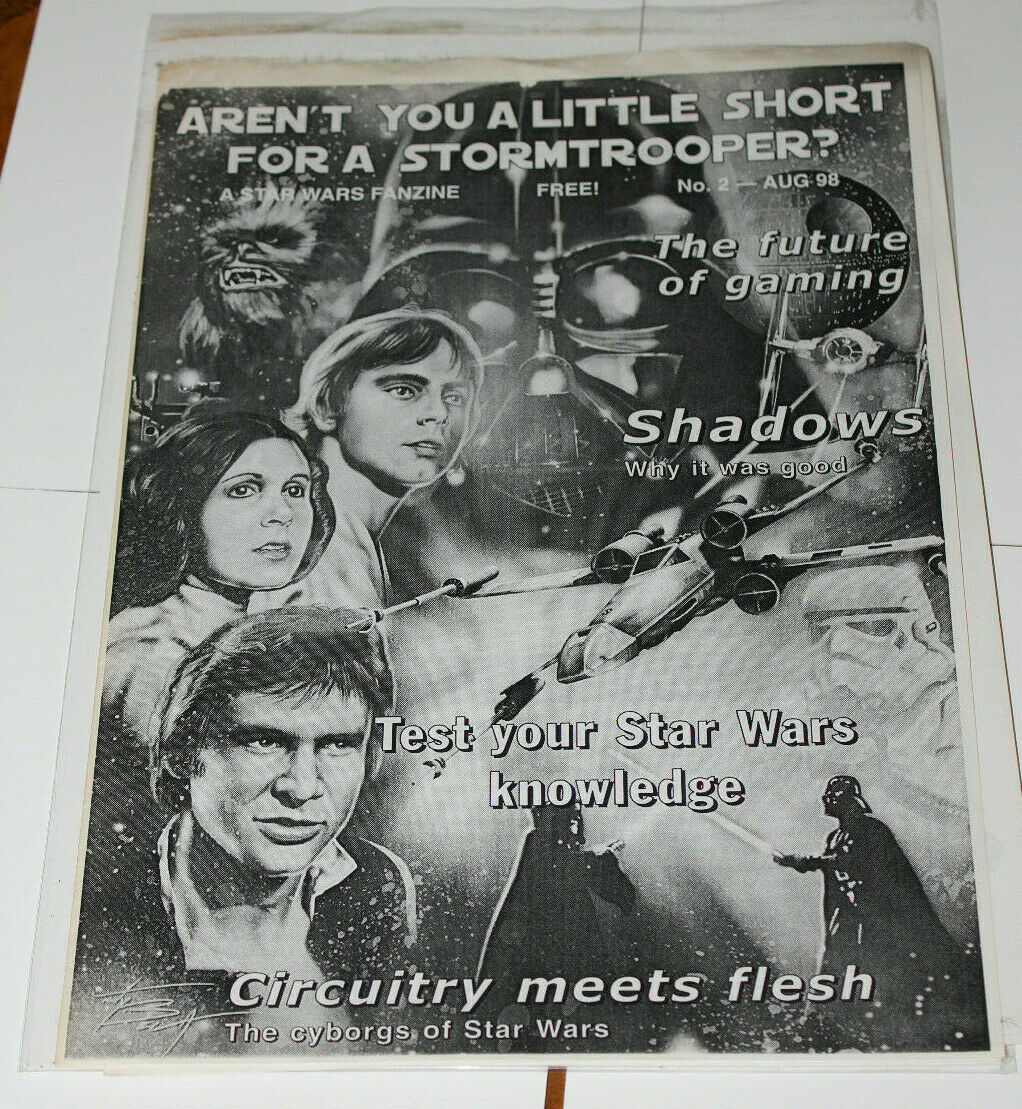 AREN'T YOU A LITTLE SHORT
FOR A STORMTROOPER?
A STAR WARS FANZINE FREE! No. 2 — AUG 98
The future
of gaming
Shadows
Why it was good
Test your Star Wars
knowledge
Circuitry meets flesh
The cyborgs of Star Wars